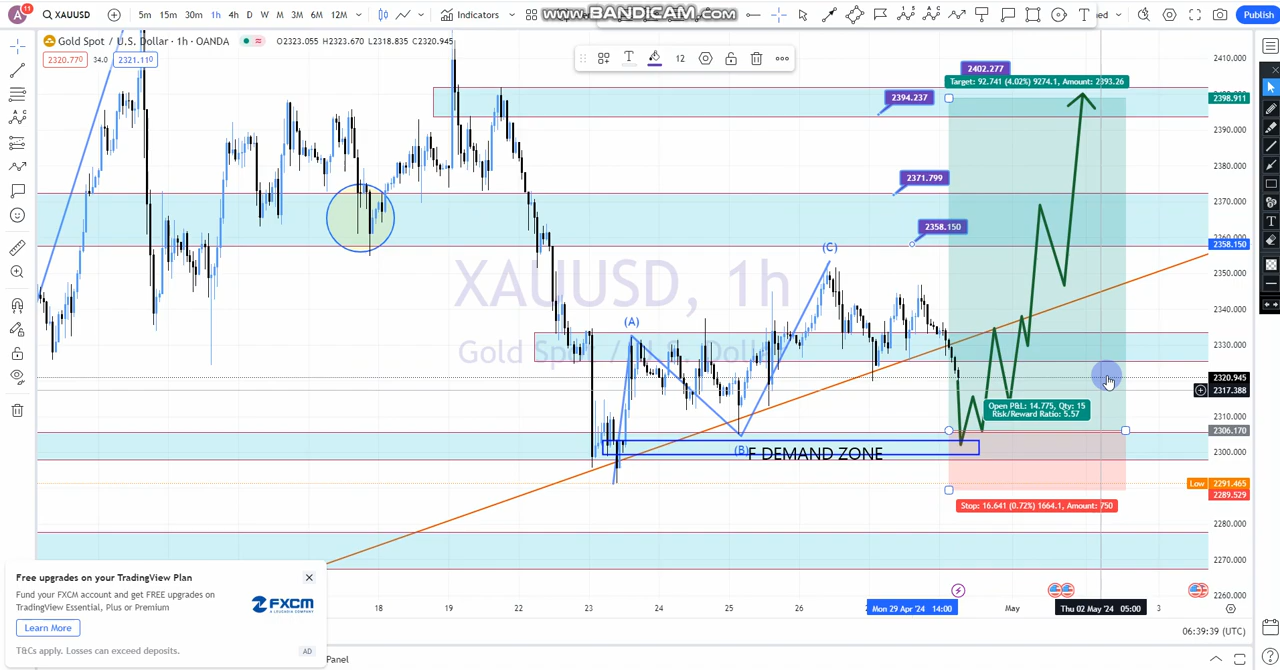 A
11
XAUUSD
5m 15m 30m 1h 4h D W M 3M 6M 12M
Indicators
www.BANDICAM.com
Publish
Gold Spot / U.S. Dollar · 1h · OANDA
O2323.055 H2323.670 L2318.835 C2320.945
2320.770
34.0
2321.110
T 12
2402.277
Target: 92.741 (4.02%) 9274.1, Amount: 2393.26
2394.237
2371.799
2358.150
XAUUSD, 1h
Gold Spot / U.S. Dollar
(A)
(B)
(C)
F DEMAND ZONE
Open P&L: 14.775, Qty: 15
Risk/Reward Ratio: 5.57
Stop: 16.641 (0.72%) 1664.1, Amount: 750
2410.000
2398.911
2390.000
2380.000
2370.000
2360.000
2358.150
2350.000
2340.000
2330.000
2320.945
2317.388
2310.000
2306.170
2300.000
Low 2291.465
2289.529
2280.000
2270.000
2260.000
18 19 22 23 24 25 26
Mon 29 Apr '24 14:00
May
Thu 02 May '24 05:00
3
06:39:39 (UTC)
Free upgrades on your TradingView Plan
Fund your FXCM account and get FREE upgrades on
TradingView Essential, Plus or Premium
FXCM
Learn More
T&Cs apply. Losses can exceed deposits.
AD
Panel